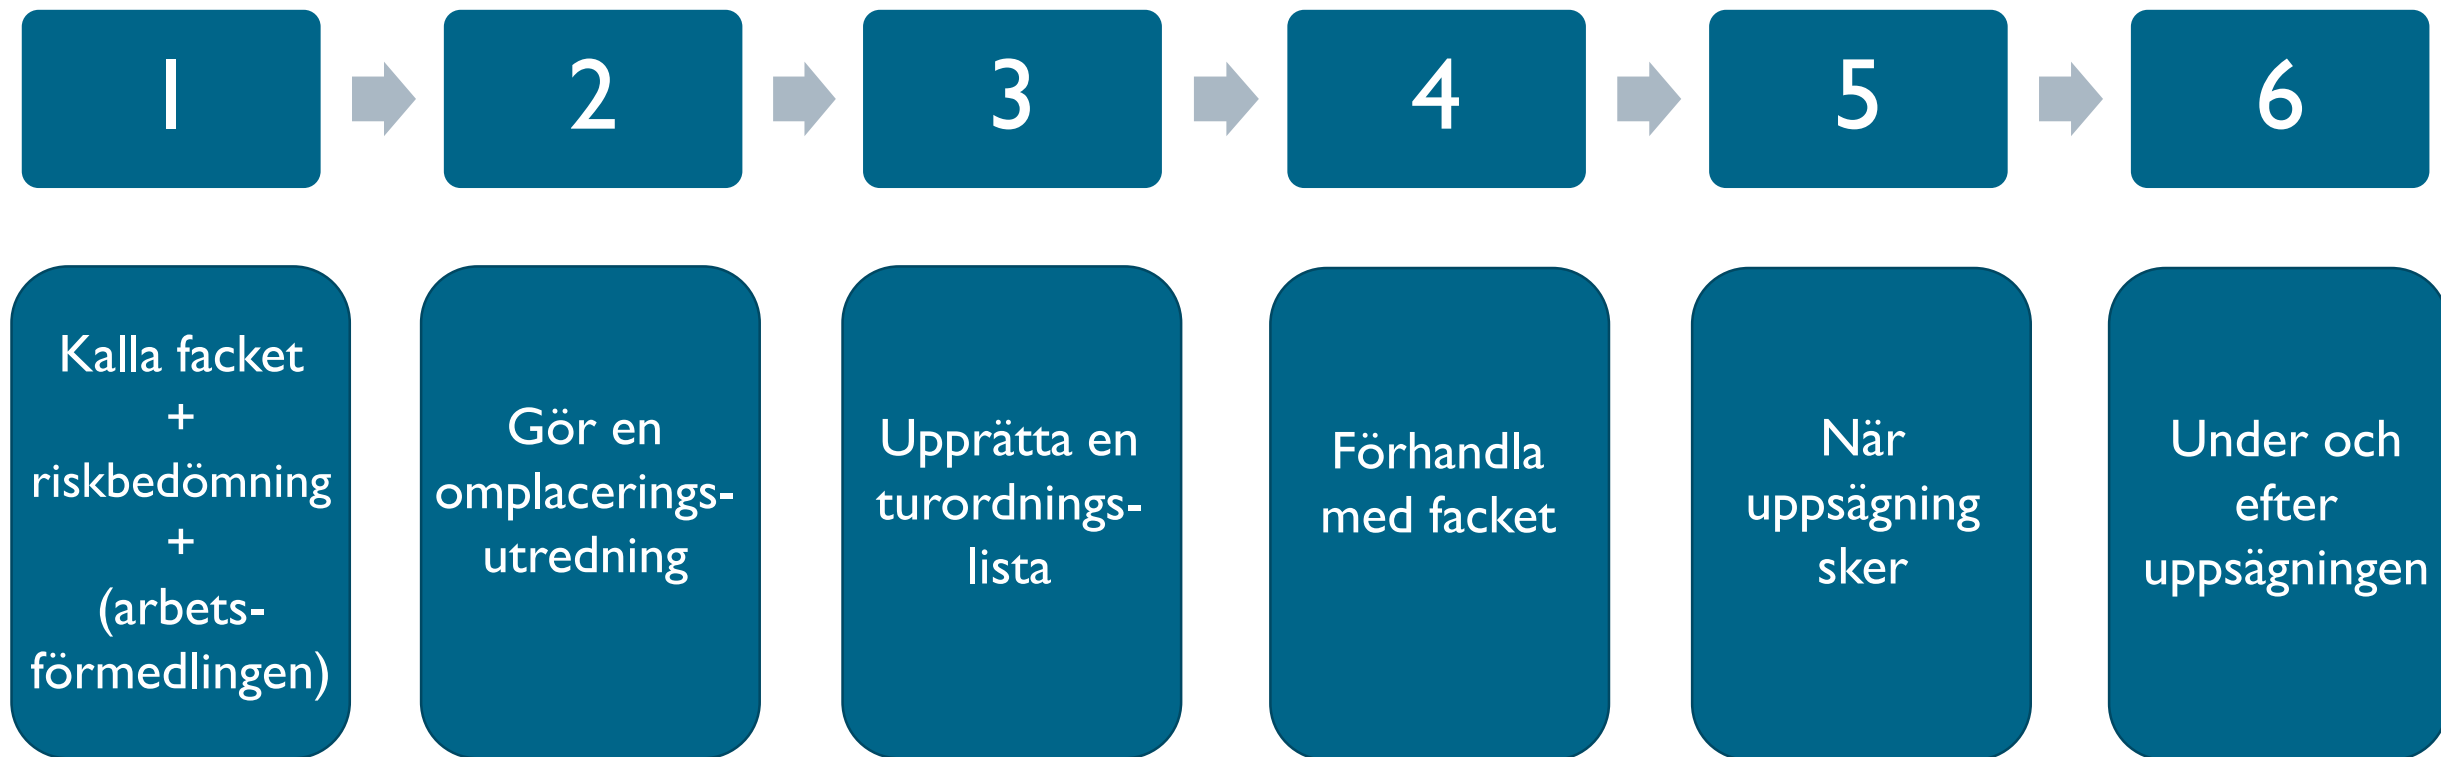 1
2
3
4
5
6
Kalla facket
+
riskbedömning
+
(arbets-
förmedlingen)
Gör en
omplacerings-
utredning
Upprätta en
turordnings-
lista
Förhandla
med facket
När
uppsägning
sker
Under och
efter
uppsägningen